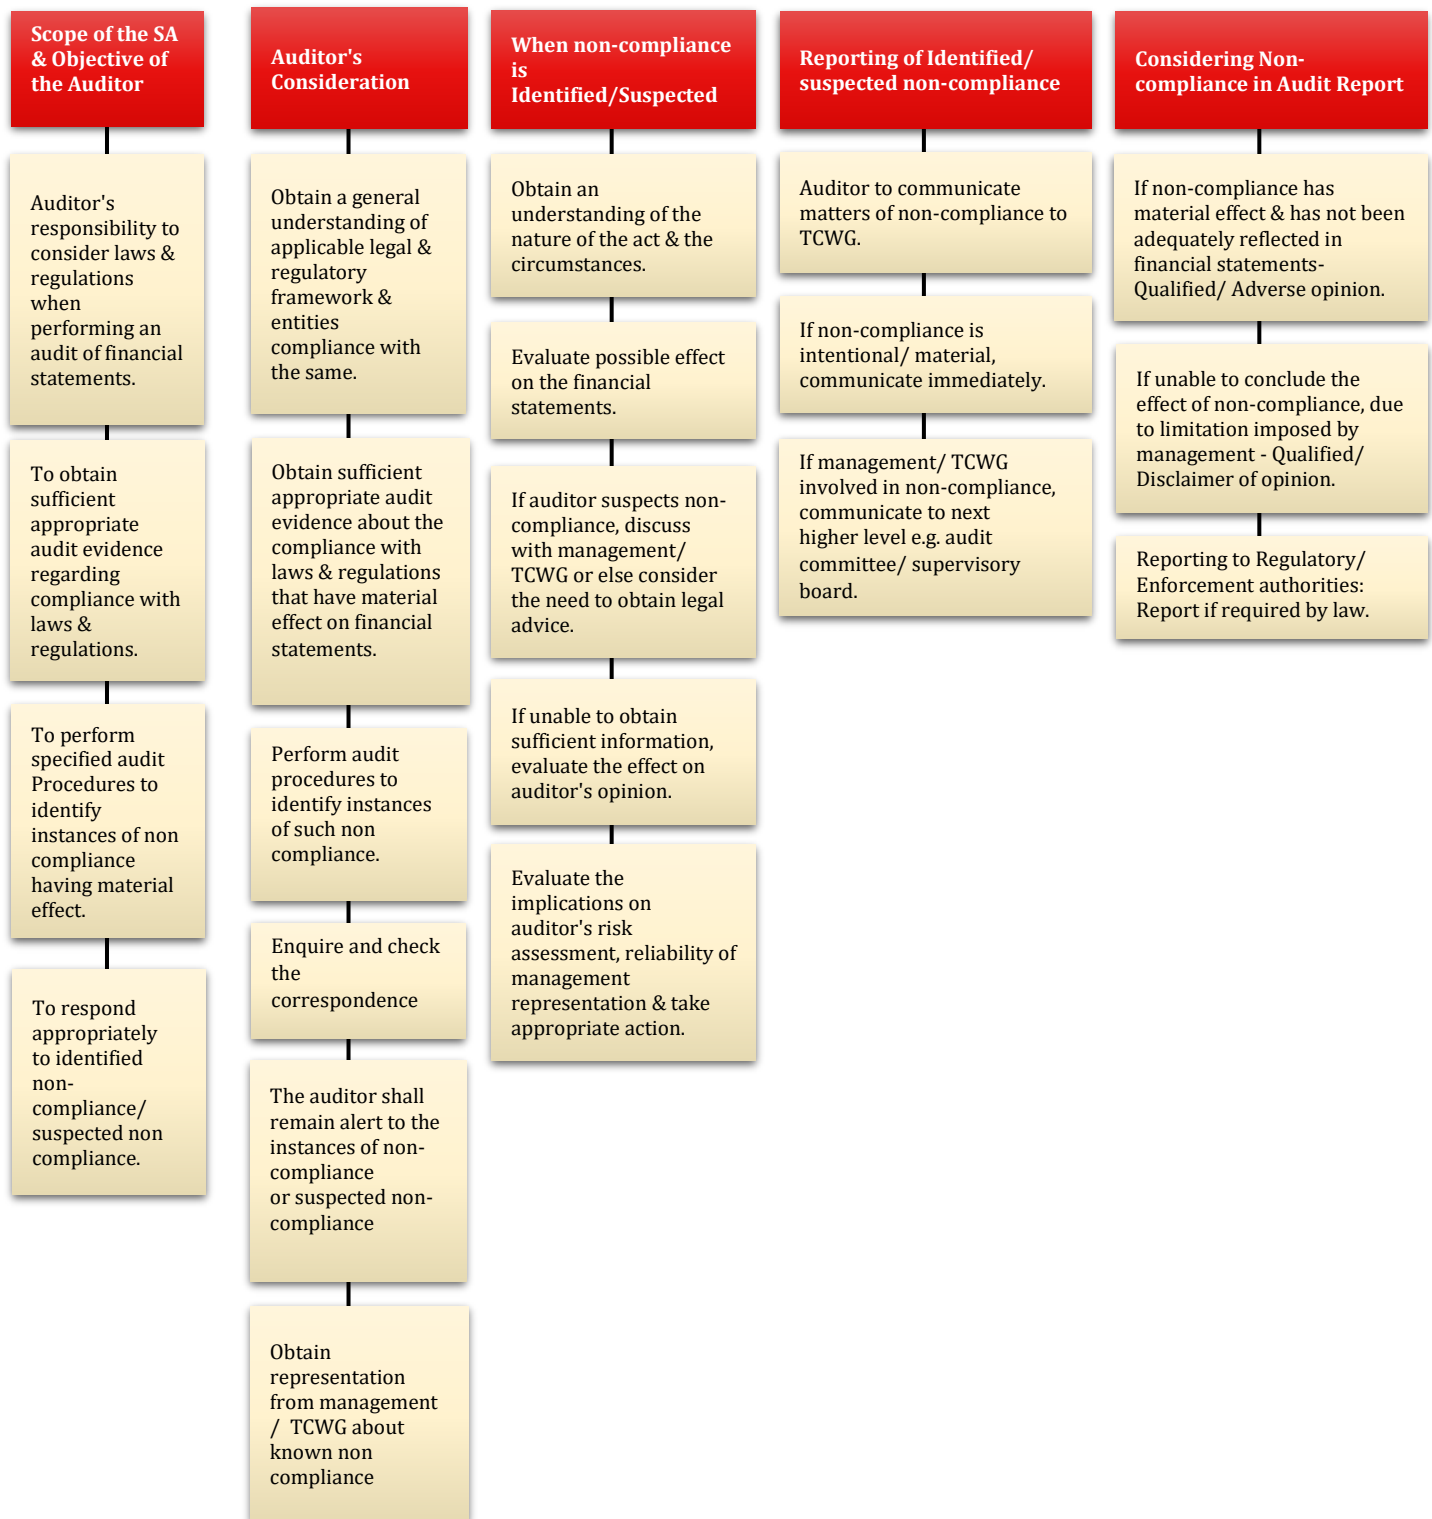 Scope of the SA
& Objective of
the Auditor
Auditor's
responsibility to
consider laws &
regulations
when
performing an
audit of financial
statements.
To obtain
sufficient
appropriate
audit evidence
regarding
compliance with
laws &
regulations.
To perform
specified audit
Procedures to
identify
instances of non
compliance
having material
effect.
To respond
appropriately
to identified
non-
compliance/
suspected non
compliance.
Auditor's
Consideration
Obtain a general
understanding of
applicable legal &
regulatory
framework &
entities
compliance with
the same.
Obtain sufficient
appropriate audit
evidence about the
compliance with
laws & regulations
that have material
effect on financial
statements.
Perform audit
procedures to
identify instances
of such non
compliance.
Enquire and check
the
correspondence
The auditor shall
remain alert to the
instances of non-
compliance
or suspected non-
compliance
Obtain
representation
from management
/ TCWG about
known non
compliance
When non-compliance
is
Identified/Suspected
Obtain an
understanding of the
nature of the act & the
circumstances.
Evaluate possible effect
on the financial
statements.
If auditor suspects non-
compliance, discuss
with management/
TCWG or else consider
the need to obtain legal
advice.
If unable to obtain
sufficient information,
evaluate the effect on
auditor's opinion.
Evaluate the
implications on
auditor's risk
assessment, reliability of
management
representation & take
appropriate action.
Reporting of Identified/
suspected non-compliance
Auditor to communicate
matters of non-compliance to
TCWG.
If non-compliance is
intentional/ material,
communicate immediately.
If management/ TCWG
involved in non-compliance,
communicate to next
higher level e.g. audit
committee/ supervisory
board.
Considering Non-
compliance in Audit Report
If non-compliance has
material effect & has not been
adequately reflected in
financial statements-
Qualified/ Adverse opinion.
If unable to conclude the
effect of non-compliance, due
to limitation imposed by
management - Qualified/
Disclaimer of opinion.
Reporting to Regulatory/
Enforcement authorities:
Report if required by law.